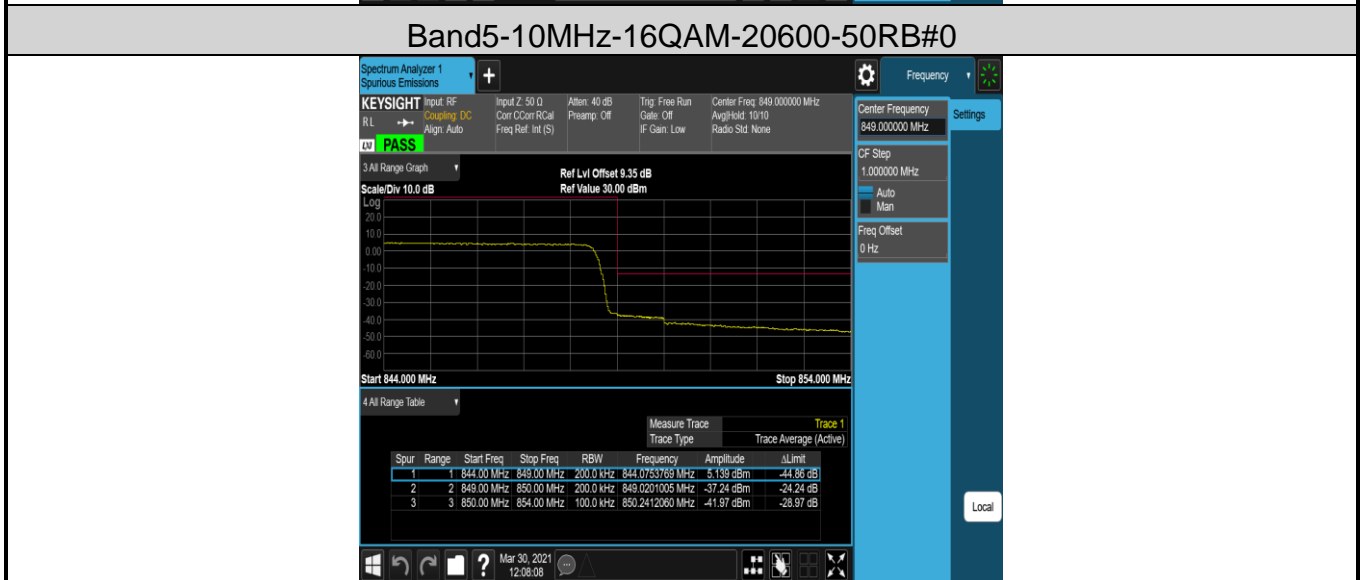 Band5-10MHz-16QAM-20600-50RB#0
Spectrum Analyzer 1
Spurious Emissions
+
Frequency
KEYSIGHT
RL
PASS
Input: RF
Coupling: DC
Align: Auto
Input Z: 50 Ω
Corr CCorr RCal
Freq Ref: Int (S)
Atten: 40 dB
Preamp: Off
Trig: Free Run
Gate: Off
IF Gain: Low
Center Freq: 849.000000 MHz
Avg|Hold: 10/10
Radio Std: None
Center Frequency
849.000000 MHz
Settings
CF Step
1.000000 MHz
Auto
Man
Freq Offset
0 Hz
3 All Range Graph
Ref Lvl Offset 9.35 dB
Scale/Div 10.0 dB
Ref Value 30.00 dBm
Log
20.0
10.0
0.00
-10.0
-20.0
-30.0
-40.0
-50.0
-60.0
Start 844.000 MHz
Stop 854.000 MHz
4 All Range Table
Measure Trace Trace 1
Trace Type Trace Average (Active)
Spur Range Start Freq Stop Freq RBW Frequency Amplitude ΔLimit
1 1 844.00 MHz 849.00 MHz 200.0 kHz 844.0753769 MHz 5.139 dBm -44.86 dB
2 2 849.00 MHz 850.00 MHz 200.0 kHz 849.0201005 MHz -37.24 dBm -24.24 dB
3 3 850.00 MHz 854.00 MHz 100.0 kHz 850.2412060 MHz -41.97 dBm -28.97 dB
Local
?
Mar 30, 2021
12:08:08